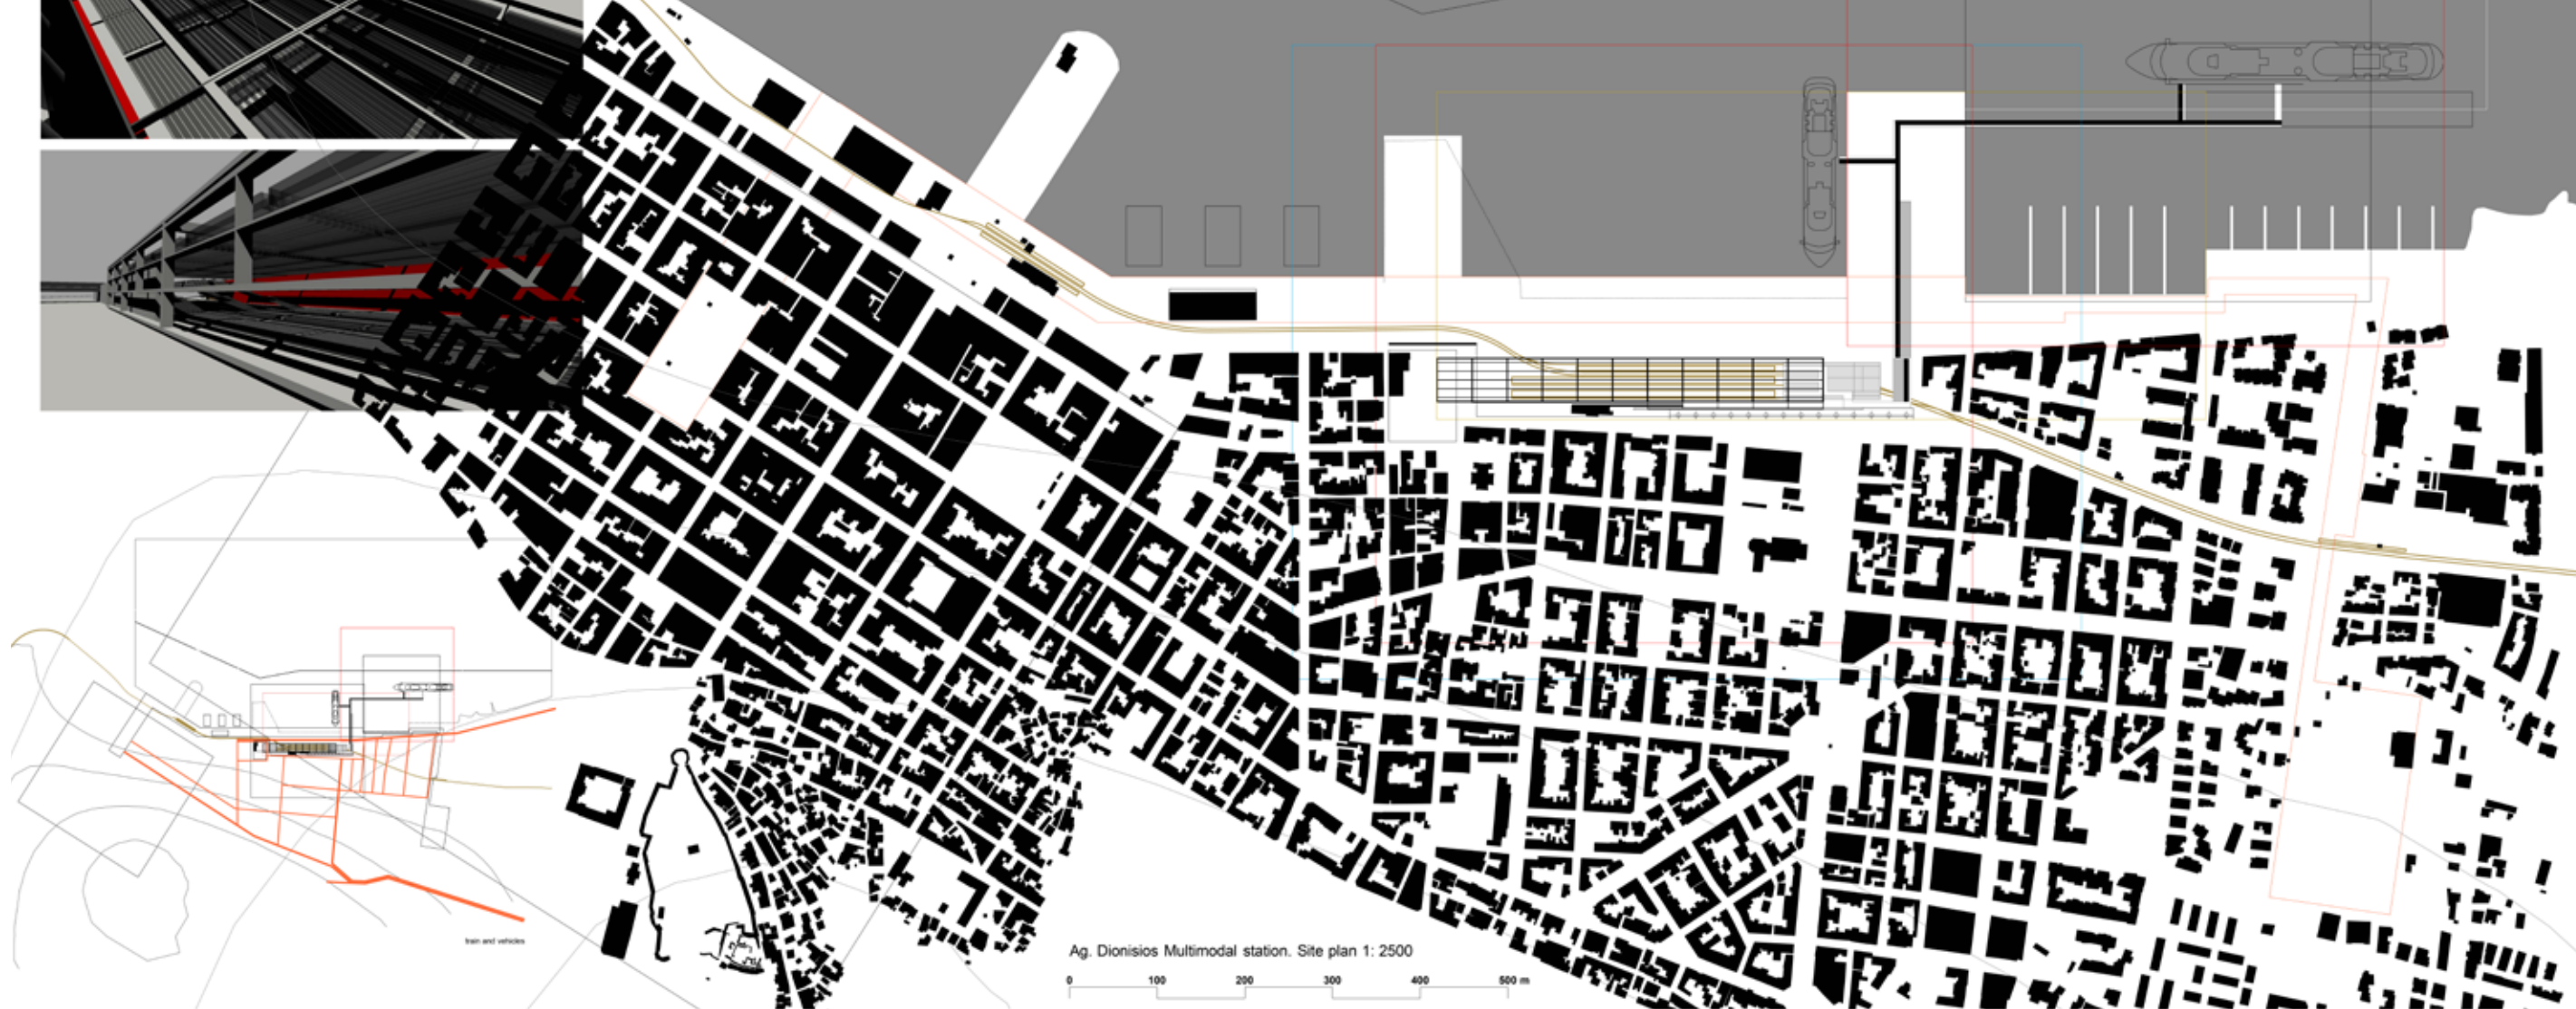 train and vehicles
Ag. Dionisios Multimodal station. Site plan 1: 2500
0 100 200 300 400 500 m